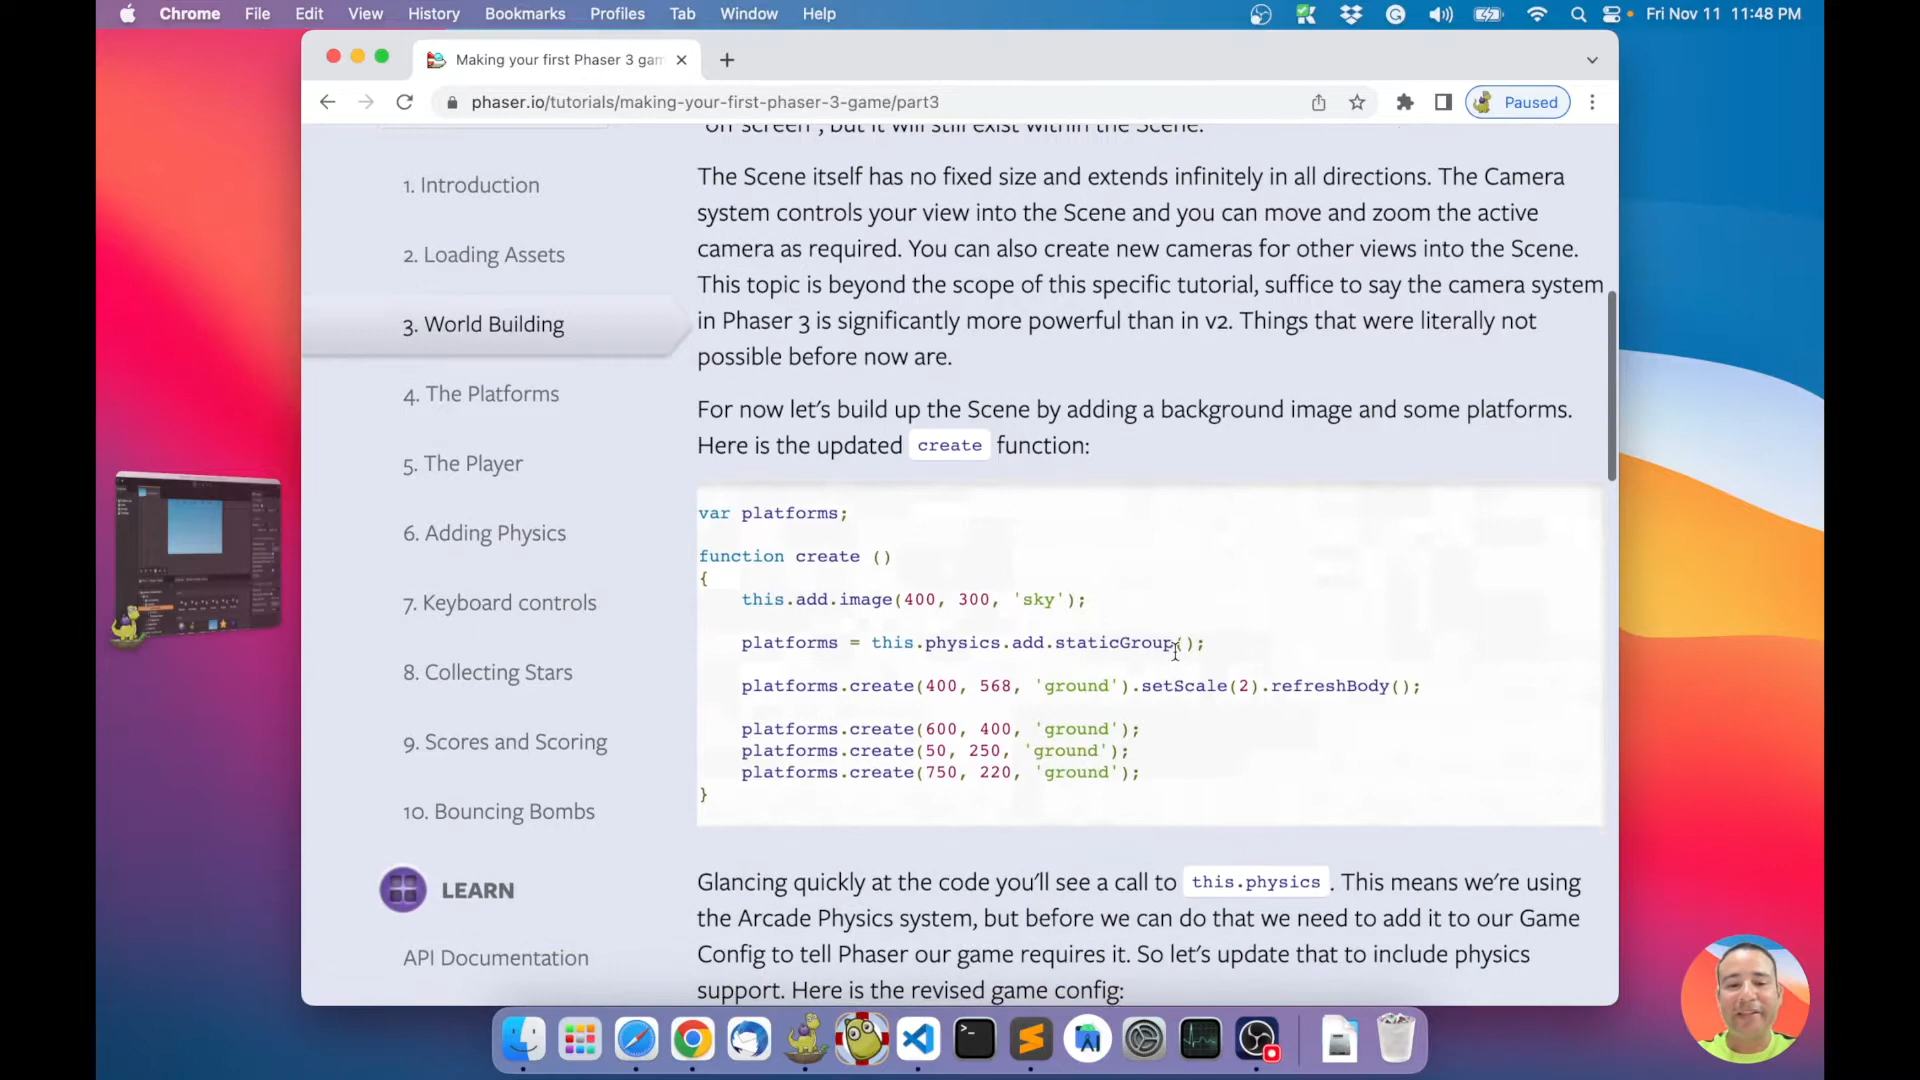 Chrome File Edit View History Bookmarks Profiles Tab Window Help Fri Nov 11 11:48 PM
Making your first Phaser 3 gam
phaser.io/tutorials/making-your-first-phaser-3-game/part3
Paused
"off screen", but it will still exist within the Scene.
The Scene itself has no fixed size and extends infinitely in all directions. The Camera
system controls your view into the Scene and you can move and zoom the active
camera as required. You can also create new cameras for other views into the Scene.
This topic is beyond the scope of this specific tutorial, suffice to say the camera system
in Phaser 3 is significantly more powerful than in v2. Things that were literally not
possible before now are.
For now let's build up the Scene by adding a background image and some platforms.
Here is the updated create function:
var platforms;
function create ()
{
this.add.image(400, 300, 'sky');
platforms = this.physics.add.staticGroup();
platforms.create(400, 568, 'ground').setScale(2).refreshBody();
platforms.create(600, 400, 'ground');
platforms.create(50, 250, 'ground');
platforms.create(750, 220, 'ground');
}
Glancing quickly at the code you'll see a call to this.physics. This means we're using
the Arcade Physics system, but before we can do that we need to add it to our Game
Config to tell Phaser our game requires it. So let's update that to include physics
support. Here is the revised game config:
1. Introduction
2. Loading Assets
3. World Building
4. The Platforms
5. The Player
6. Adding Physics
7. Keyboard controls
8. Collecting Stars
9. Scores and Scoring
10. Bouncing Bombs
LEARN
API Documentation